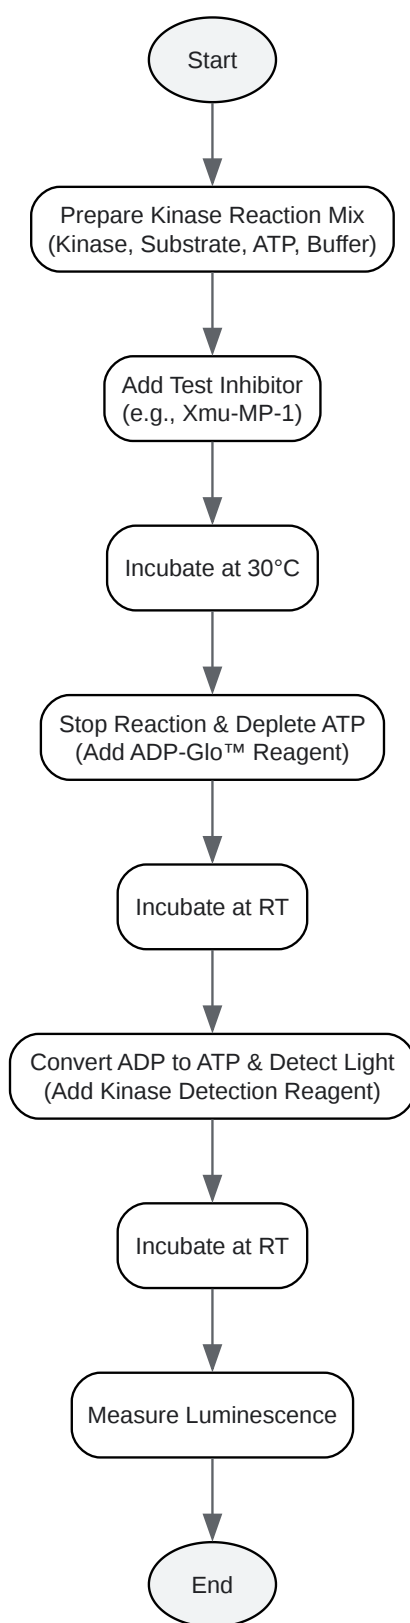 Start
Prepare Kinase Reaction Mix
(Kinase, Substrate, ATP, Buffer)
Add Test Inhibitor
(e.g., Xmu-MP-1)
Incubate at 30°C
Stop Reaction & Deplete ATP
(Add ADP-Glo™ Reagent)
Incubate at RT
Convert ADP to ATP & Detect Light
(Add Kinase Detection Reagent)
Incubate at RT
Measure Luminescence
End